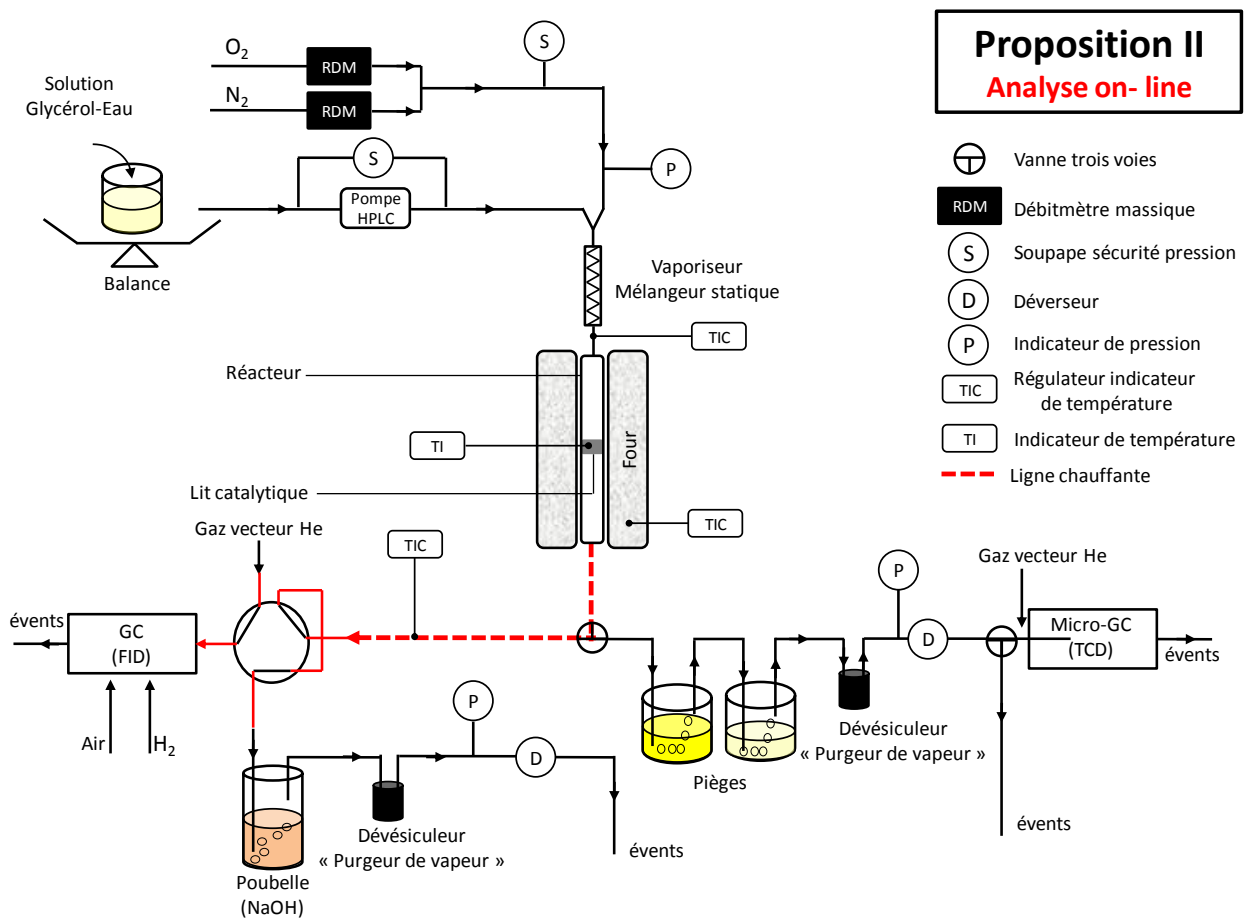 Proposition II
Analyse on- line
O2
RDM
S
Solution
Glycérol-Eau
N2
RDM
S
P
Pompe
HPLC
Balance
Vaporiseur
Mélangeur statique
TIC
Réacteur
TI
Four
Lit catalytique
TIC
Gaz vecteur He
TIC
évents
GC
(FID)
Air
H2
P
D
Poubelle
(NaOH)
Dévésiculeur
« Purgeur de vapeur »
évents
Pièges
Dévésiculeur
« Purgeur de vapeur »
P
D
Gaz vecteur He
Micro-GC
(TCD)
évents
évents
Vanne trois voies
RDM
Débitmètre massique
S
Soupape sécurité pression
D
Déverseur
P
Indicateur de pression
TIC
Régulateur indicateur
de température
TI
Indicateur de température
Ligne chauffante